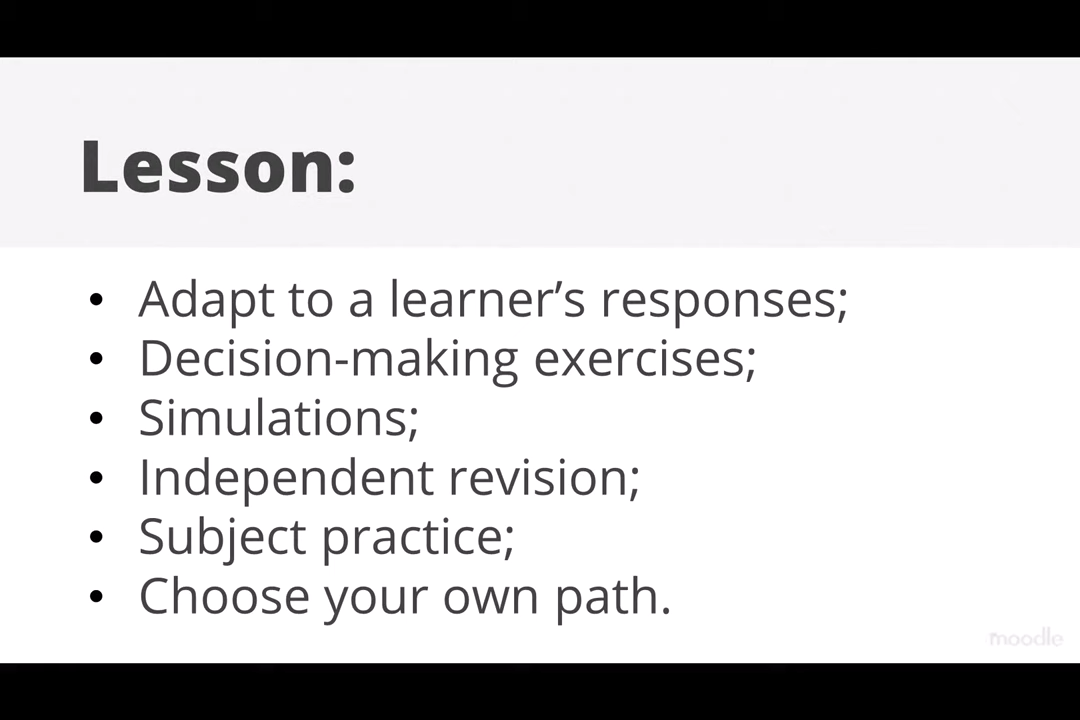 Lesson:
• Adapt to a learner’s responses;
• Decision-making exercises;
• Simulations;
• Independent revision;
• Subject practice;
• Choose your own path.
moodle